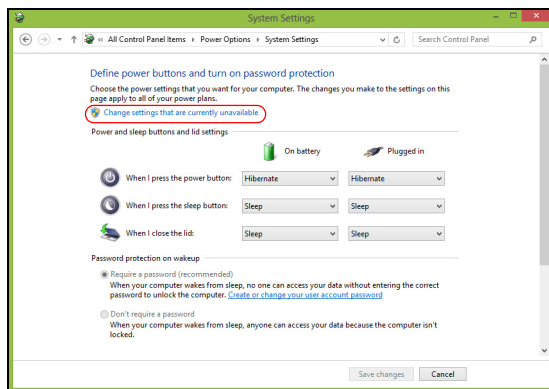 System Settings
« All Control Panel Items › Power Options › System Settings
Search Control Panel
Define power buttons and turn on password protection
Choose the power settings that you want for your computer. The changes you make to the settings on this
page apply to all of your power plans.
Change settings that are currently unavailable
Power and sleep buttons and lid settings
On battery Plugged in
When I press the power button: Hibernate Hibernate
When I press the sleep button: Sleep Sleep
When I close the lid: Sleep Sleep
Password protection on wakeup
Require a password (recommended)
When your computer wakes from sleep, no one can access your data without entering the correct
password to unlock the computer. Create or change your user account password
Don't require a password
When your computer wakes from sleep, anyone can access your data because the computer isn't
locked.
Save changes Cancel